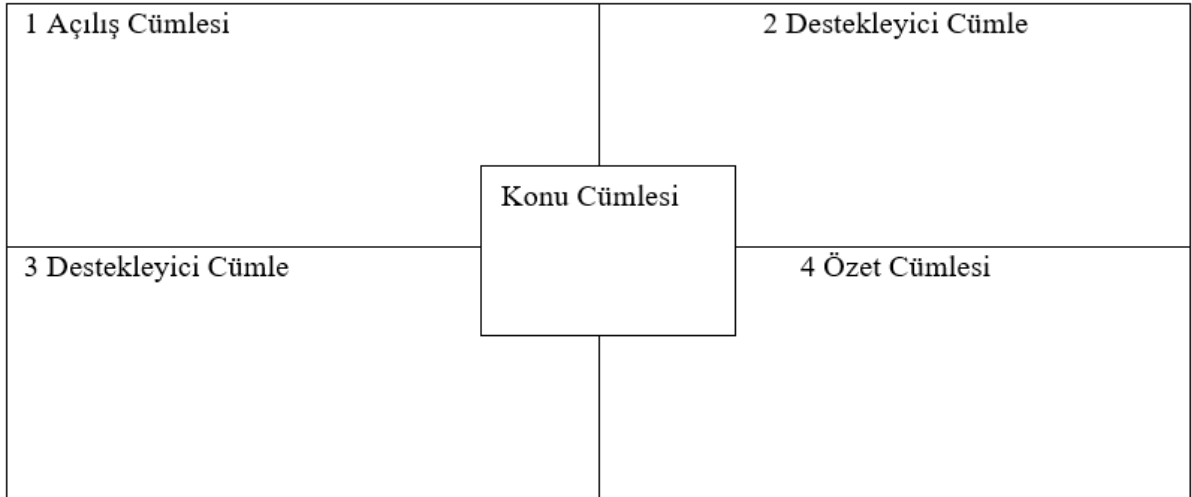 1 Açılış Cümlesi
2 Destekleyici Cümle
Konu Cümlesi
3 Destekleyici Cümle
4 Özet Cümlesi